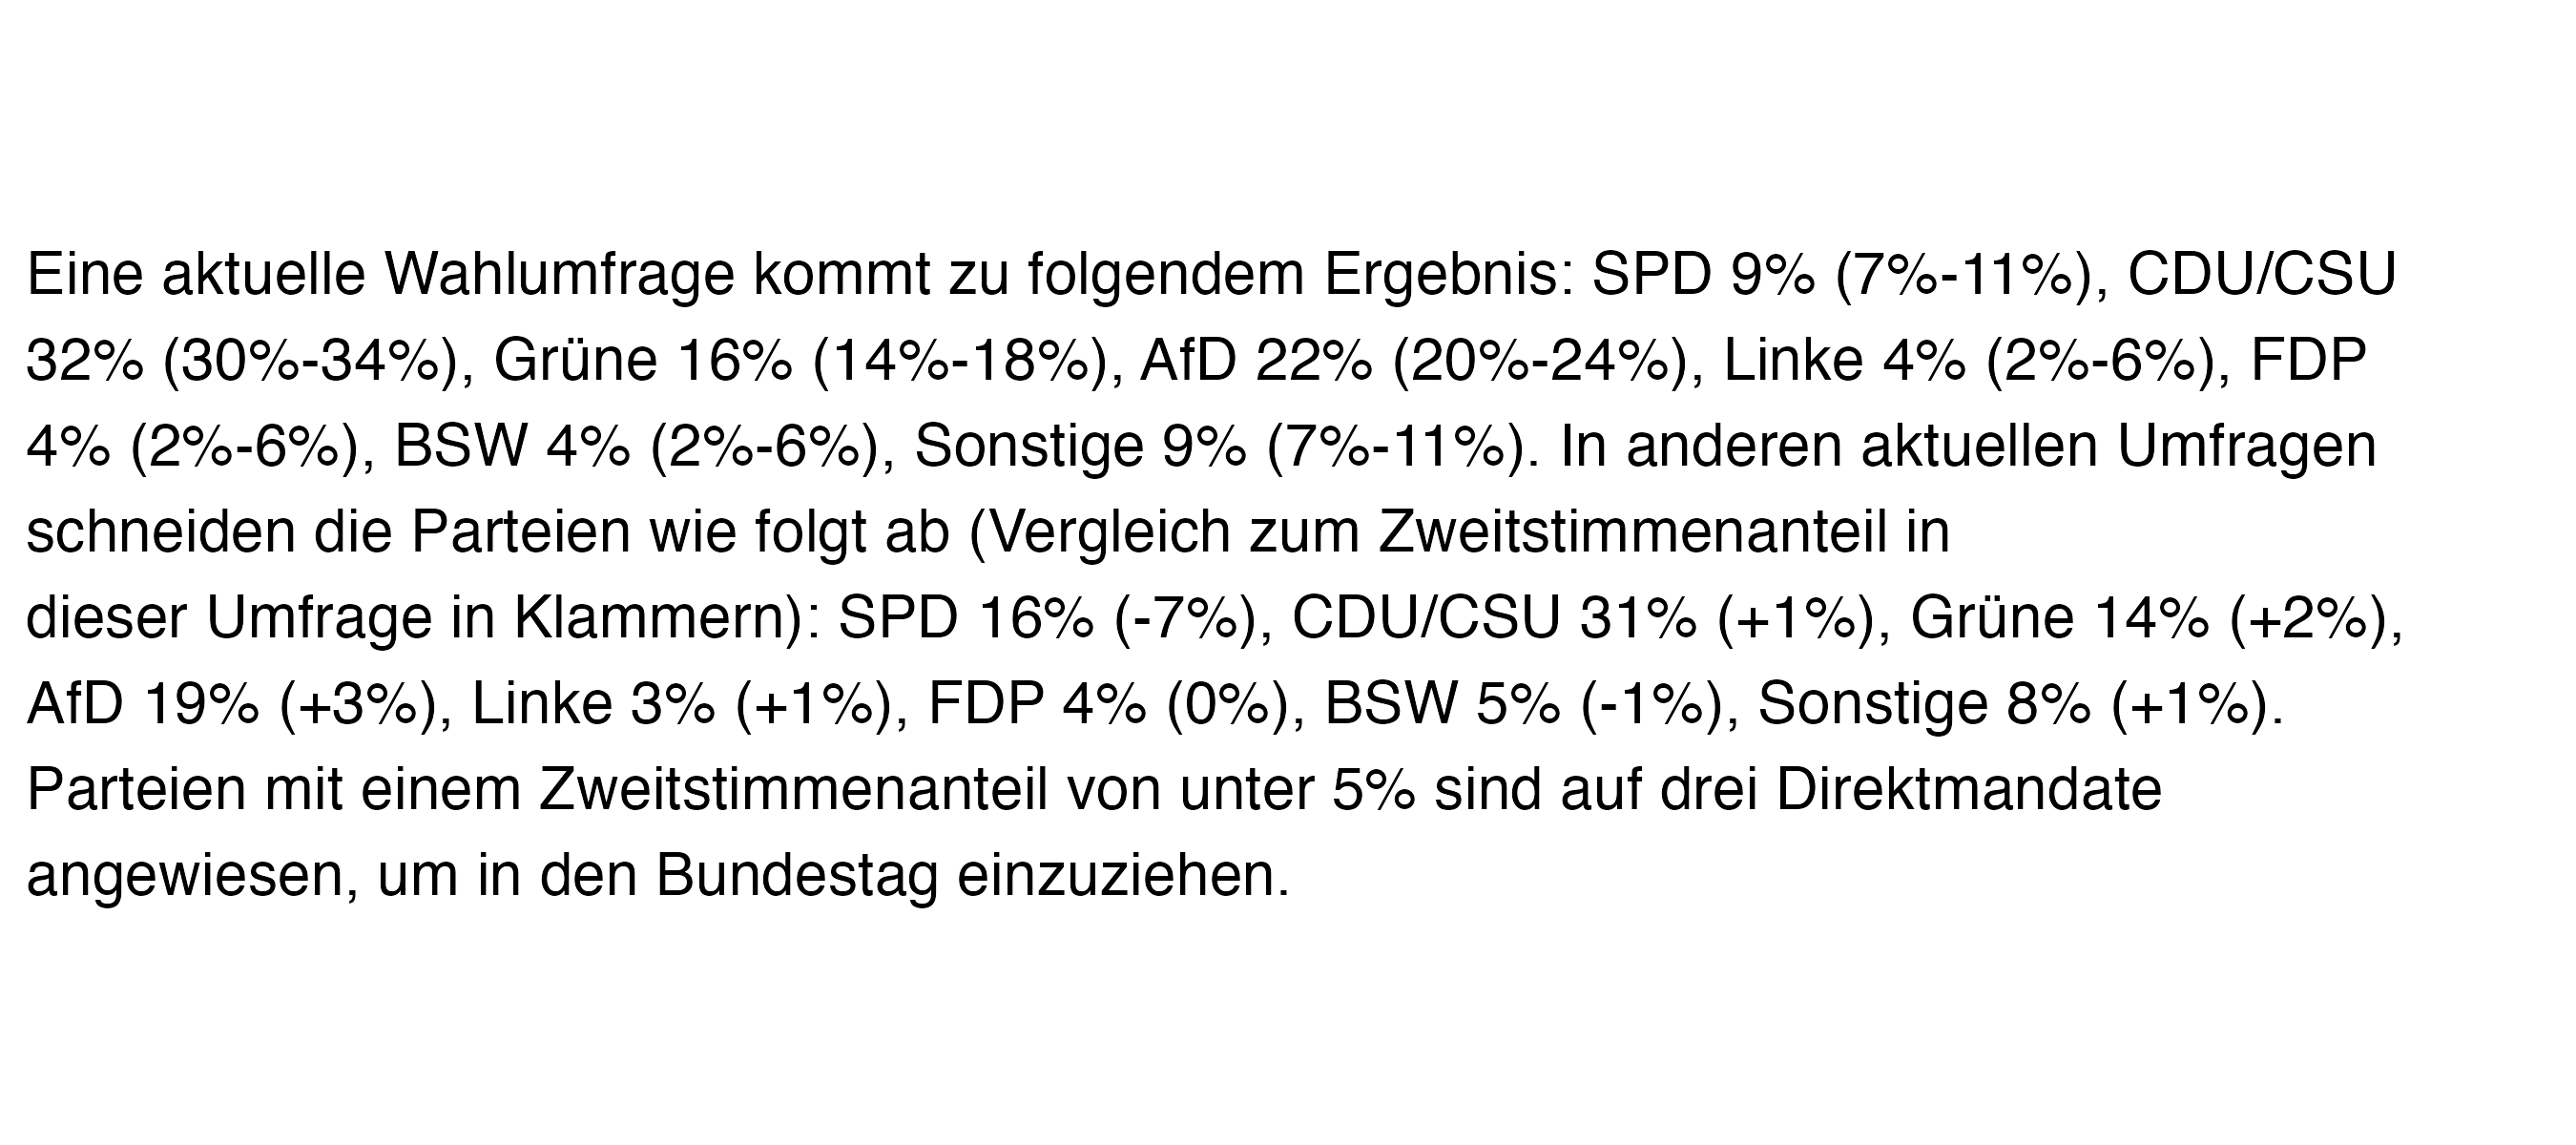 Eine aktuelle Wahlumfrage kommt zu folgendem Ergebnis: SPD 9% (7%-11%), CDU/CSU
32% (30%-34%), Grüne 16% (14%-18%), AfD 22% (20%-24%), Linke 4% (2%-6%), FDP
4% (2%-6%), BSW 4% (2%-6%), Sonstige 9% (7%-11%). In anderen aktuellen Umfragen
schneiden die Parteien wie folgt ab (Vergleich zum Zweitstimmenanteil in
dieser Umfrage in Klammern): SPD 16% (-7%), CDU/CSU 31% (+1%), Grüne 14% (+2%),
AfD 19% (+3%), Linke 3% (+1%), FDP 4% (0%), BSW 5% (-1%), Sonstige 8% (+1%).
Parteien mit einem Zweitstimmenanteil von unter 5% sind auf drei Direktmandate
angewiesen, um in den Bundestag einzuziehen.